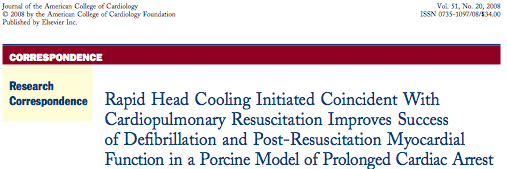 Journal of the American College of Cardiology
Vol. 51, No. 20, 2008
© 2008 by the American College of Cardiology Foundation
ISSN 0735-1097/08/$34.00
Published by Elsevier Inc.
CORRESPONDENCE
Research
Correspondence
Rapid Head Cooling Initiated Coincident With
Cardiopulmonary Resuscitation Improves Success
of Defibrillation and Post-Resuscitation Myocardial
Function in a Porcine Model of Prolonged Cardiac Arrest